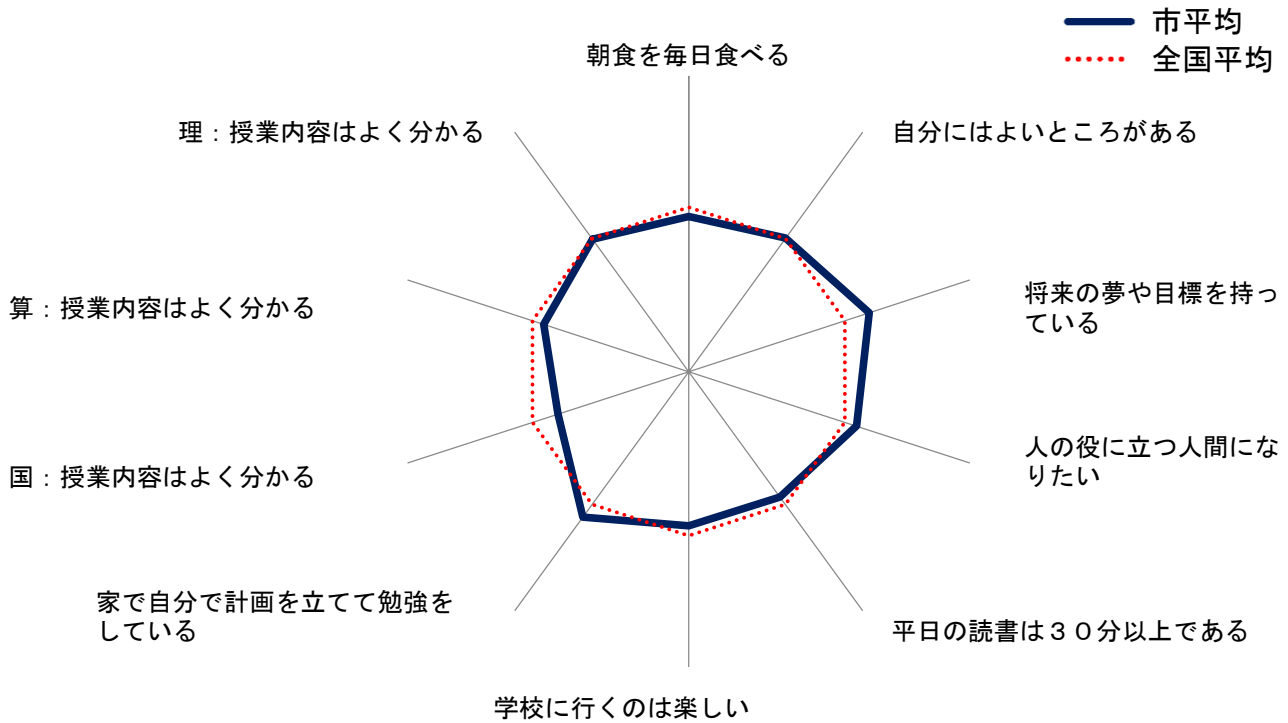 市平均
全国平均
朝食を毎日食べる
理：授業内容はよく分かる
自分にはよいところがある
算：授業内容はよく分かる
将来の夢や目標を持っ
ている
国：授業内容はよく分かる
人の役に立つ人間にな
りたい
家で自分で計画を立てて勉強を
している
平日の読書は３０分以上である
学校に行くのは楽しい